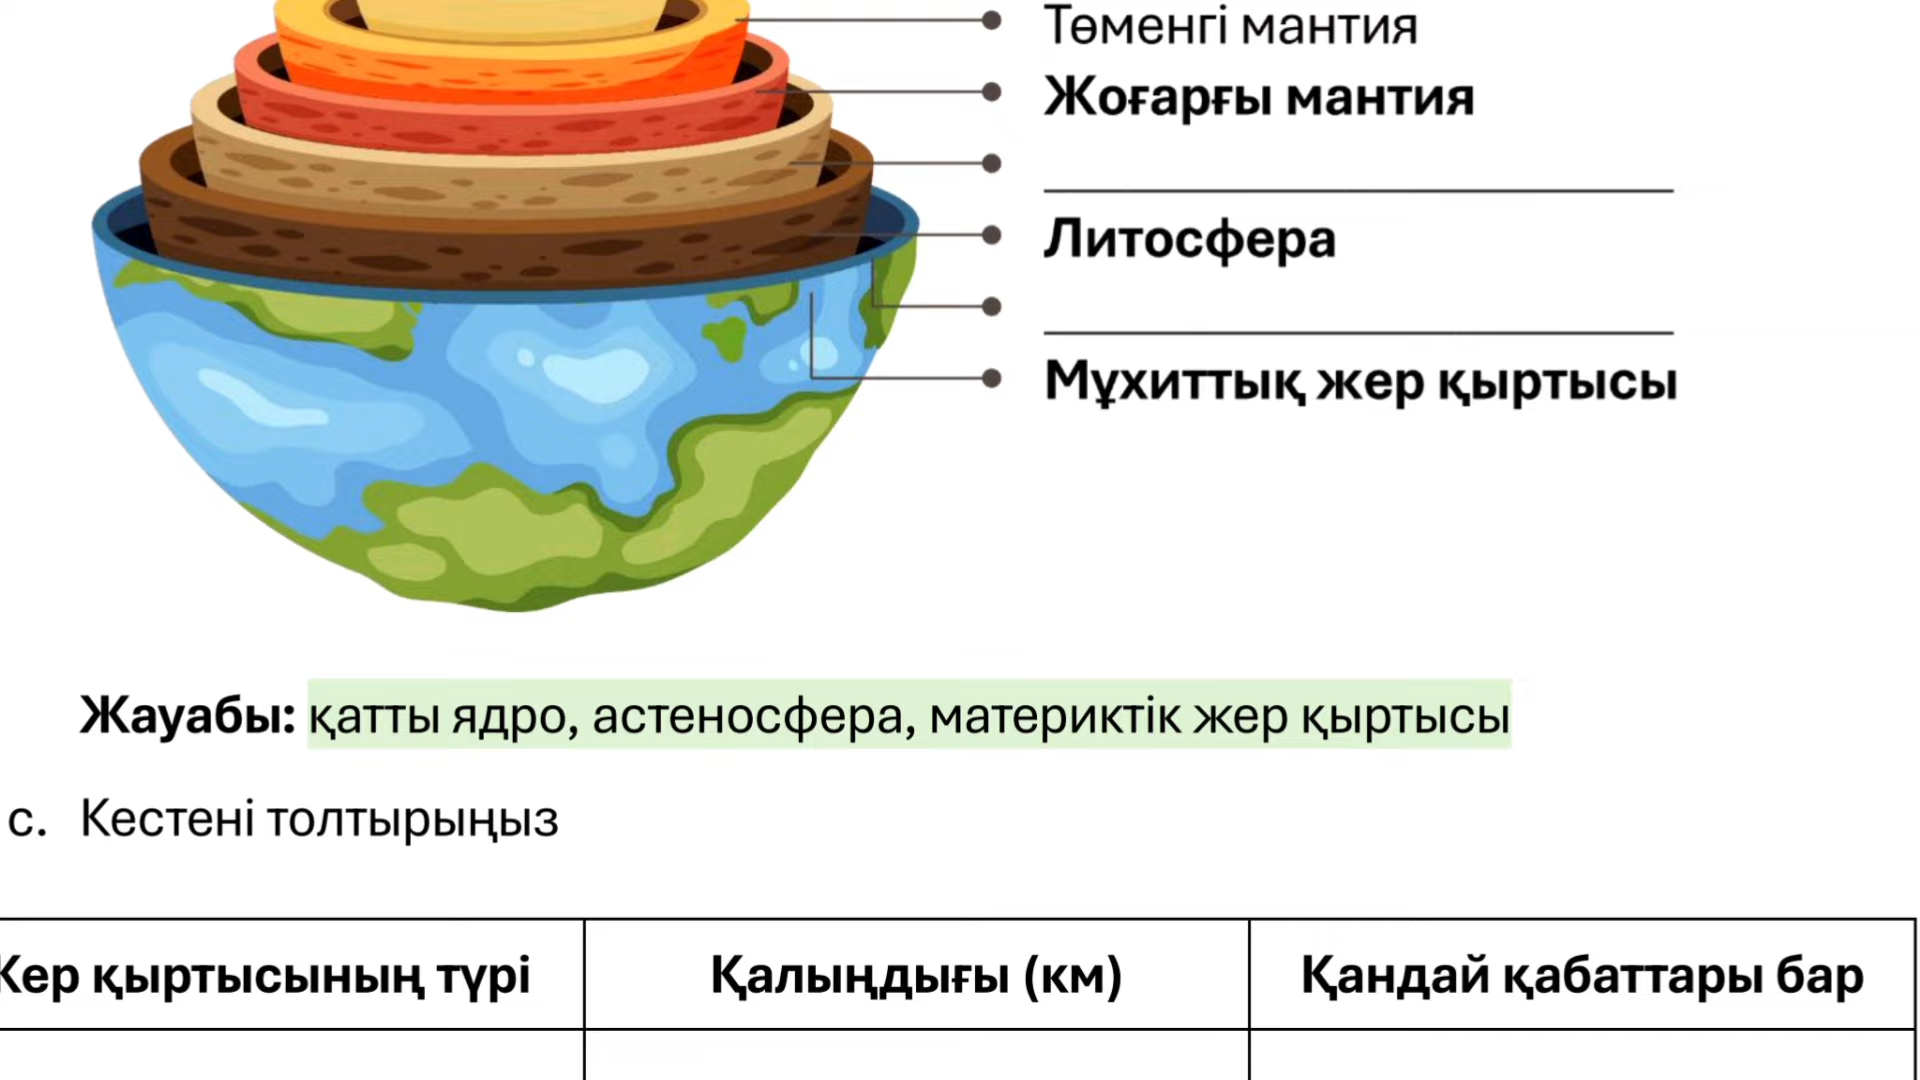 Төменгі мантия
Жоғарғы мантия
Литосфера
Мұхиттық жер қыртысы
Жауабы: қатты ядро, астеносфера, материктік жер қыртысы
c. Кестені толтырыңыз
Жер қыртысының түрі
Қалыңдығы (км)
Қандай қабаттары бар